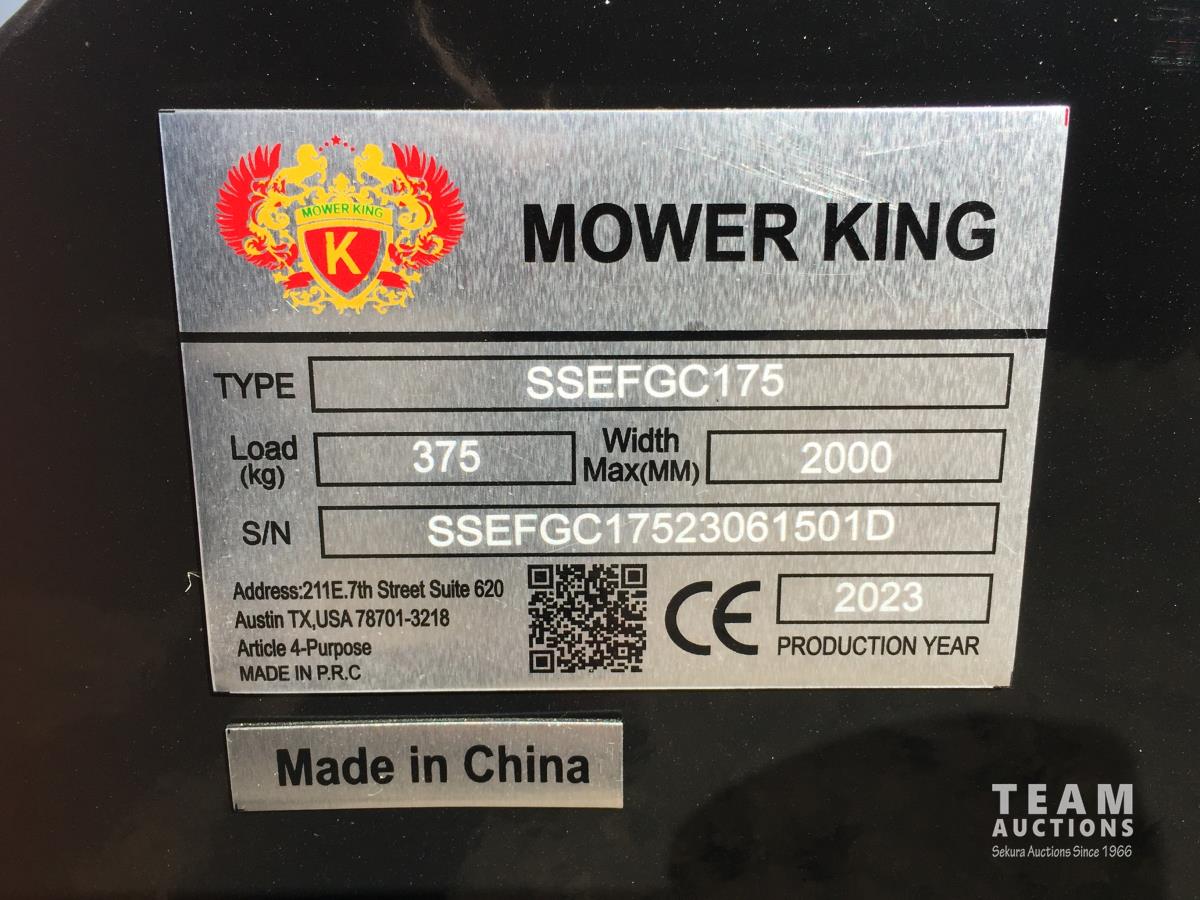 MOWER KING
K
MOWER KING
TYPE SSEFGC175
Load (kg) 375 Width Max(MM) 2000
S/N SSEFGC17523061501D
Address:211E.7th Street Suite 620
Austin TX,USA 78701-3218
Article 4-Purpose
MADE IN P.R.C
CE
2023
PRODUCTION YEAR
Made in China
TEAM
AUCTIONS
Sekura Auctions Since 1966